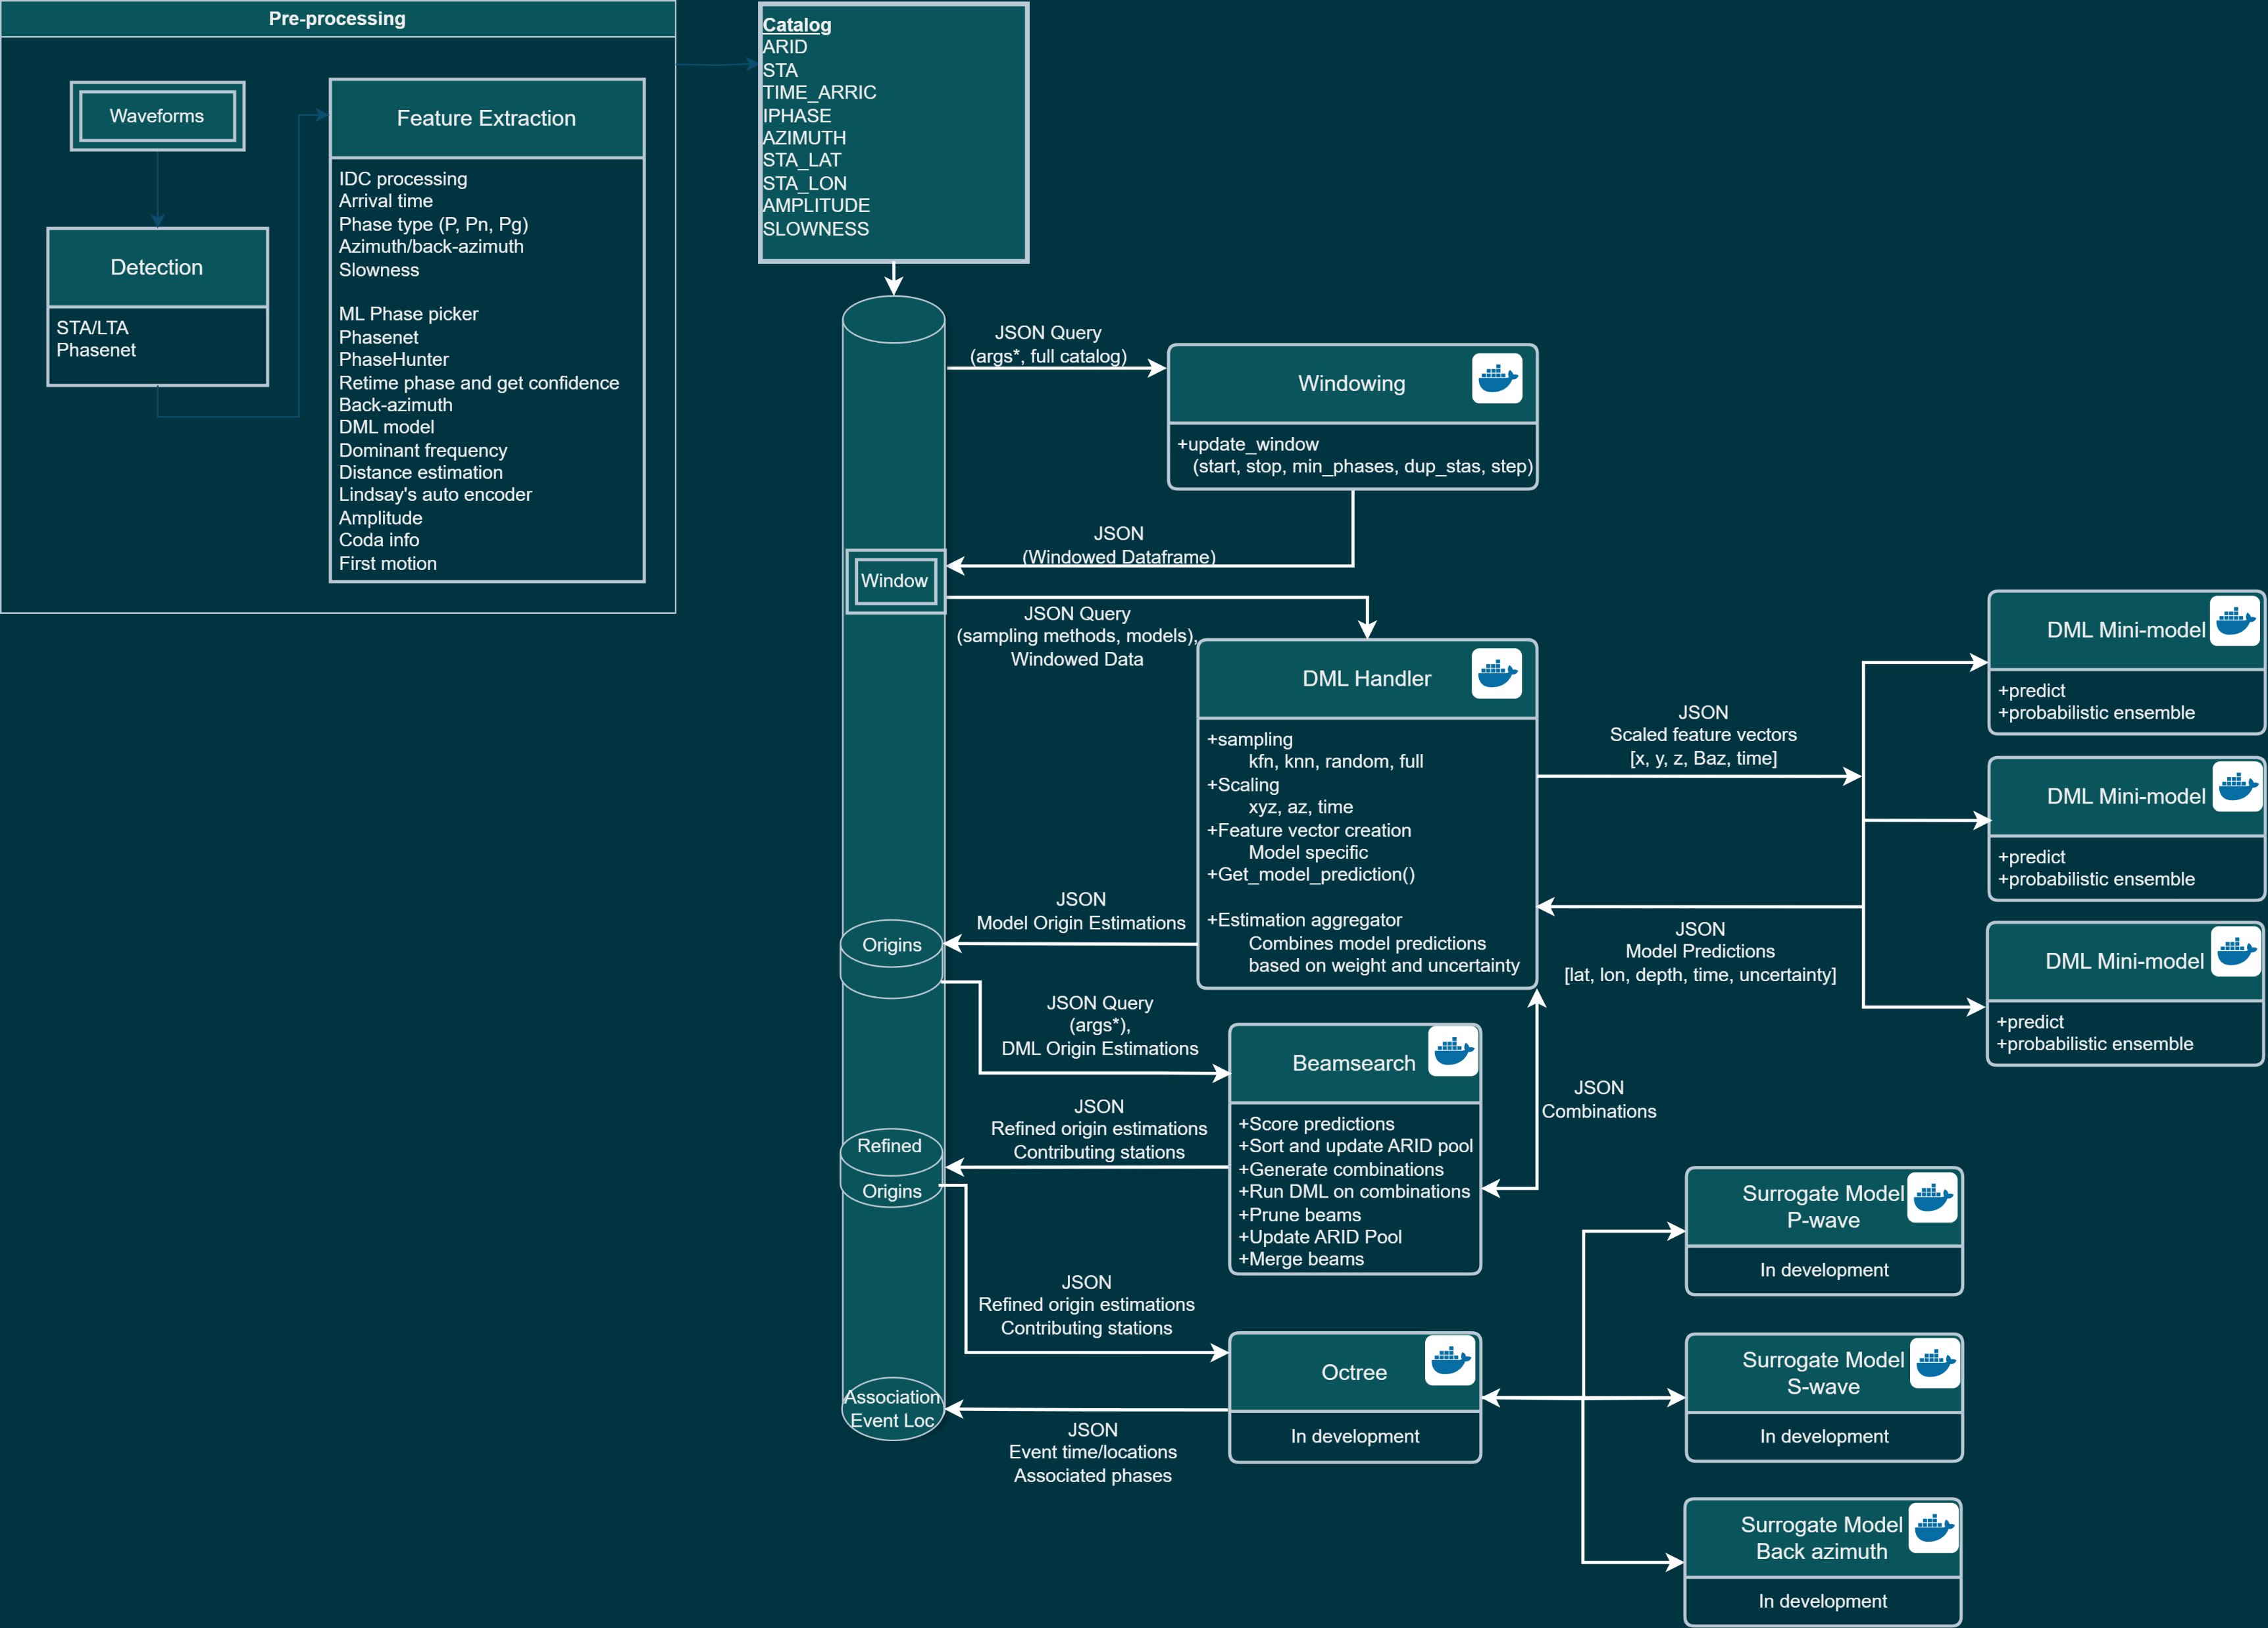 Pre-processing
Waveforms
Detection
STA/LTA
Phasenet
Feature Extraction
IDC processing
Arrival time
Phase type (P, Pn, Pg)
Azimuth/back-azimuth
Slowness
ML Phase picker
Phasenet
PhaseHunter
Retime phase and get confidence
Back-azimuth
DML model
Dominant frequency
Distance estimation
Lindsay's auto encoder
Amplitude
Coda info
First motion
Catalog
ARID
STA
TIME_ARRIC
IPHASE
AZIMUTH
STA_LAT
STA_LON
AMPLITUDE
SLOWNESS
JSON Query
(args*, full catalog)
Windowing
+update_window
(start, stop, min_phases, dup_stas, step)
JSON
(Windowed Dataframe)
Window
JSON Query
(sampling methods, models),
Windowed Data
DML Handler
+sampling
kfn, knn, random, full
+Scaling
xyz, az, time
+Feature vector creation
Model specific
+Get_model_prediction()
+Estimation aggregator
Combines model predictions
based on weight and uncertainty
JSON
Scaled feature vectors
[x, y, z, Baz, time]
JSON
Model Predictions
[lat, lon, depth, time, uncertainty]
DML Mini-model
+predict
+probabilistic ensemble
DML Mini-model
+predict
+probabilistic ensemble
DML Mini-model
+predict
+probabilistic ensemble
JSON
Model Origin Estimations
Origins
JSON Query
(args*),
DML Origin Estimations
Beamsearch
+Score predictions
+Sort and update ARID pool
+Generate combinations
+Run DML on combinations
+Prune beams
+Update ARID Pool
+Merge beams
JSON
Combinations
JSON
Refined origin estimations
Contributing stations
Refined
Origins
JSON
Refined origin estimations
Contributing stations
Octree
In development
Association
Event Loc
JSON
Event time/locations
Associated phases
Surrogate Model
P-wave
In development
Surrogate Model
S-wave
In development
Surrogate Model
Back azimuth
In development